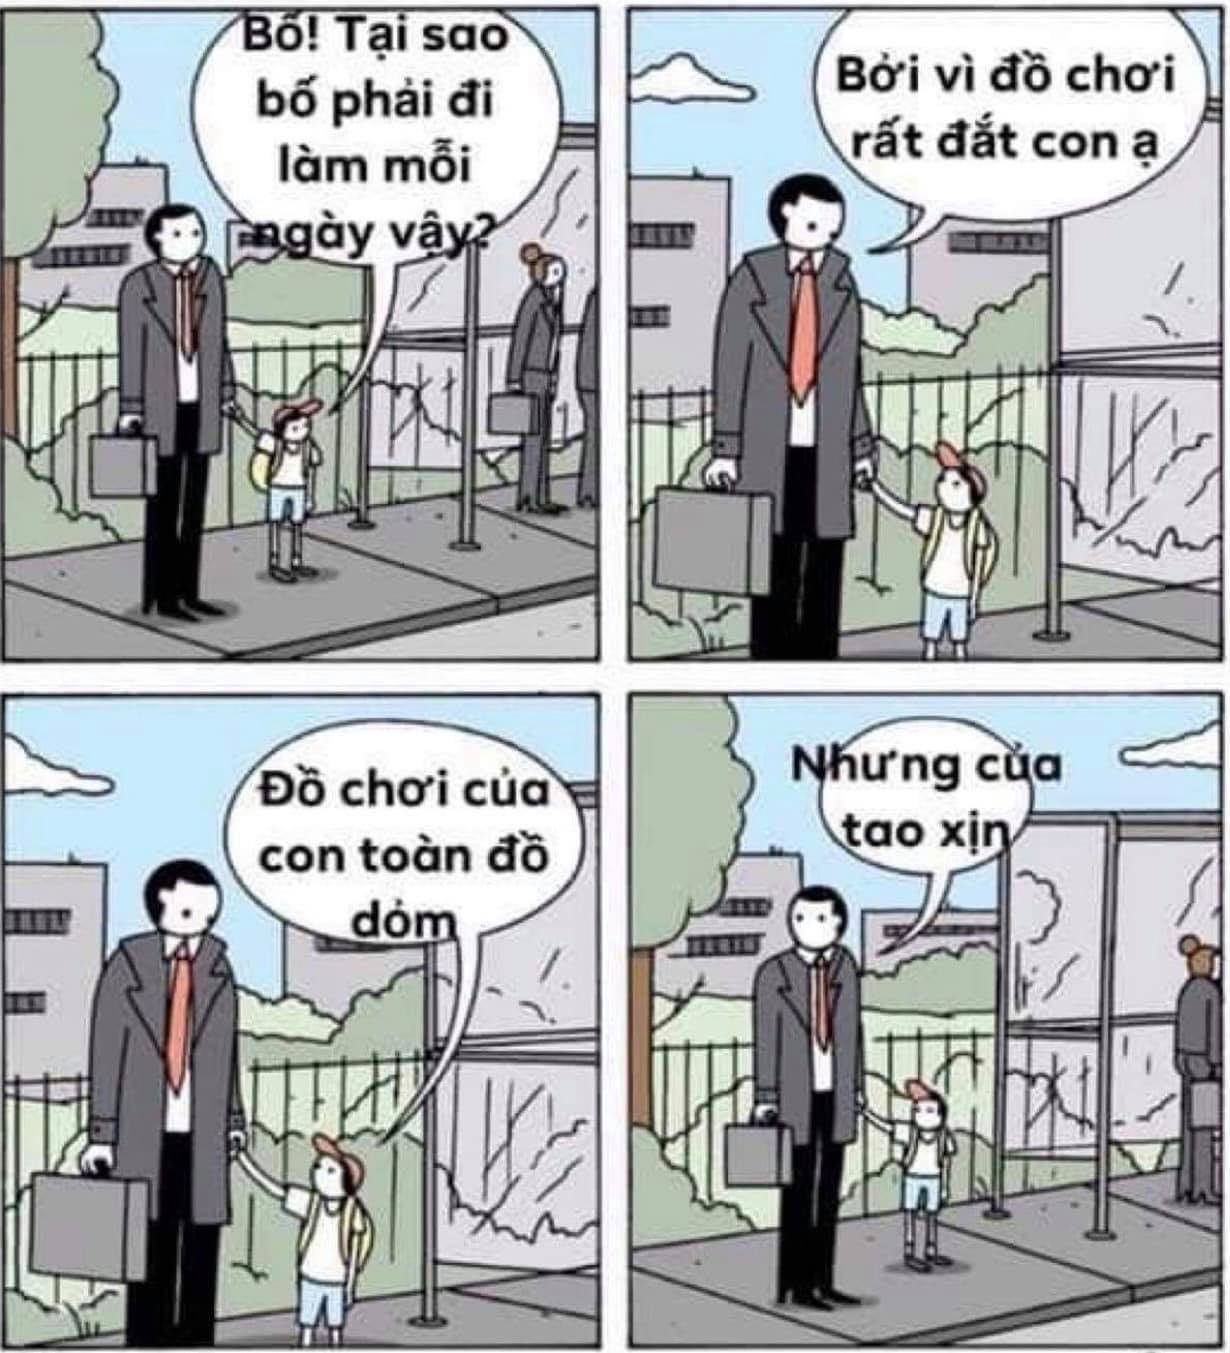 Bố! Tại sao
bố phải đi
làm mỗi
ngày vậy?
Bởi vì đồ chơi
rất đắt con ạ
Đồ chơi của
con toàn đồ
dỏm
Nhưng của
tao xịn